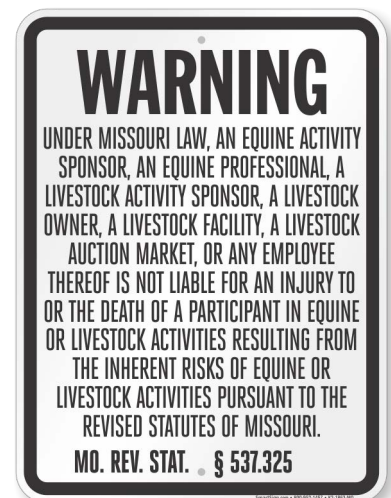 WARNING
UNDER MISSOURI LAW, AN EQUINE ACTIVITY
SPONSOR, AN EQUINE PROFESSIONAL, A
LIVESTOCK ACTIVITY SPONSOR, A LIVESTOCK
OWNER, A LIVESTOCK FACILITY, A LIVESTOCK
AUCTION MARKET, OR ANY EMPLOYEE
THEREOF IS NOT LIABLE FOR AN INJURY TO
OR THE DEATH OF A PARTICIPANT IN EQUINE
OR LIVESTOCK ACTIVITIES RESULTING FROM
THE INHERENT RISKS OF EQUINE OR
LIVESTOCK ACTIVITIES PURSUANT TO THE
REVISED STATUTES OF MISSOURI.
MO. REV. STAT. § 537.325